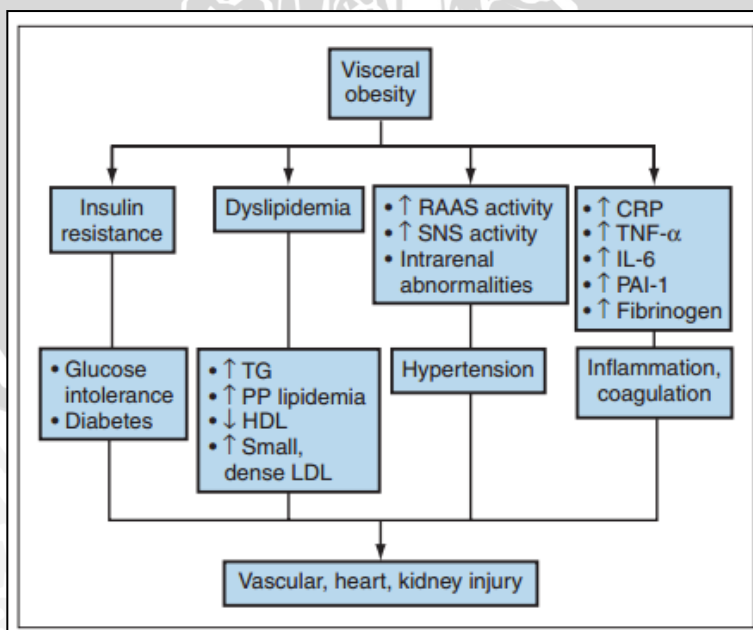 Visceral
obesity
Insulin
resistance
Dyslipidemia
• ↑ RAAS activity
• ↑ SNS activity
• Intrarenal
abnormalities
• ↑ CRP
• ↑ TNF-α
• ↑ IL-6
• ↑ PAI-1
• ↑ Fibrinogen
• Glucose
intolerance
• Diabetes
• ↑ TG
• ↑ PP lipidemia
• ↓ HDL
• ↑ Small,
dense LDL
Hypertension
Inflammation,
coagulation
Vascular, heart, kidney injury